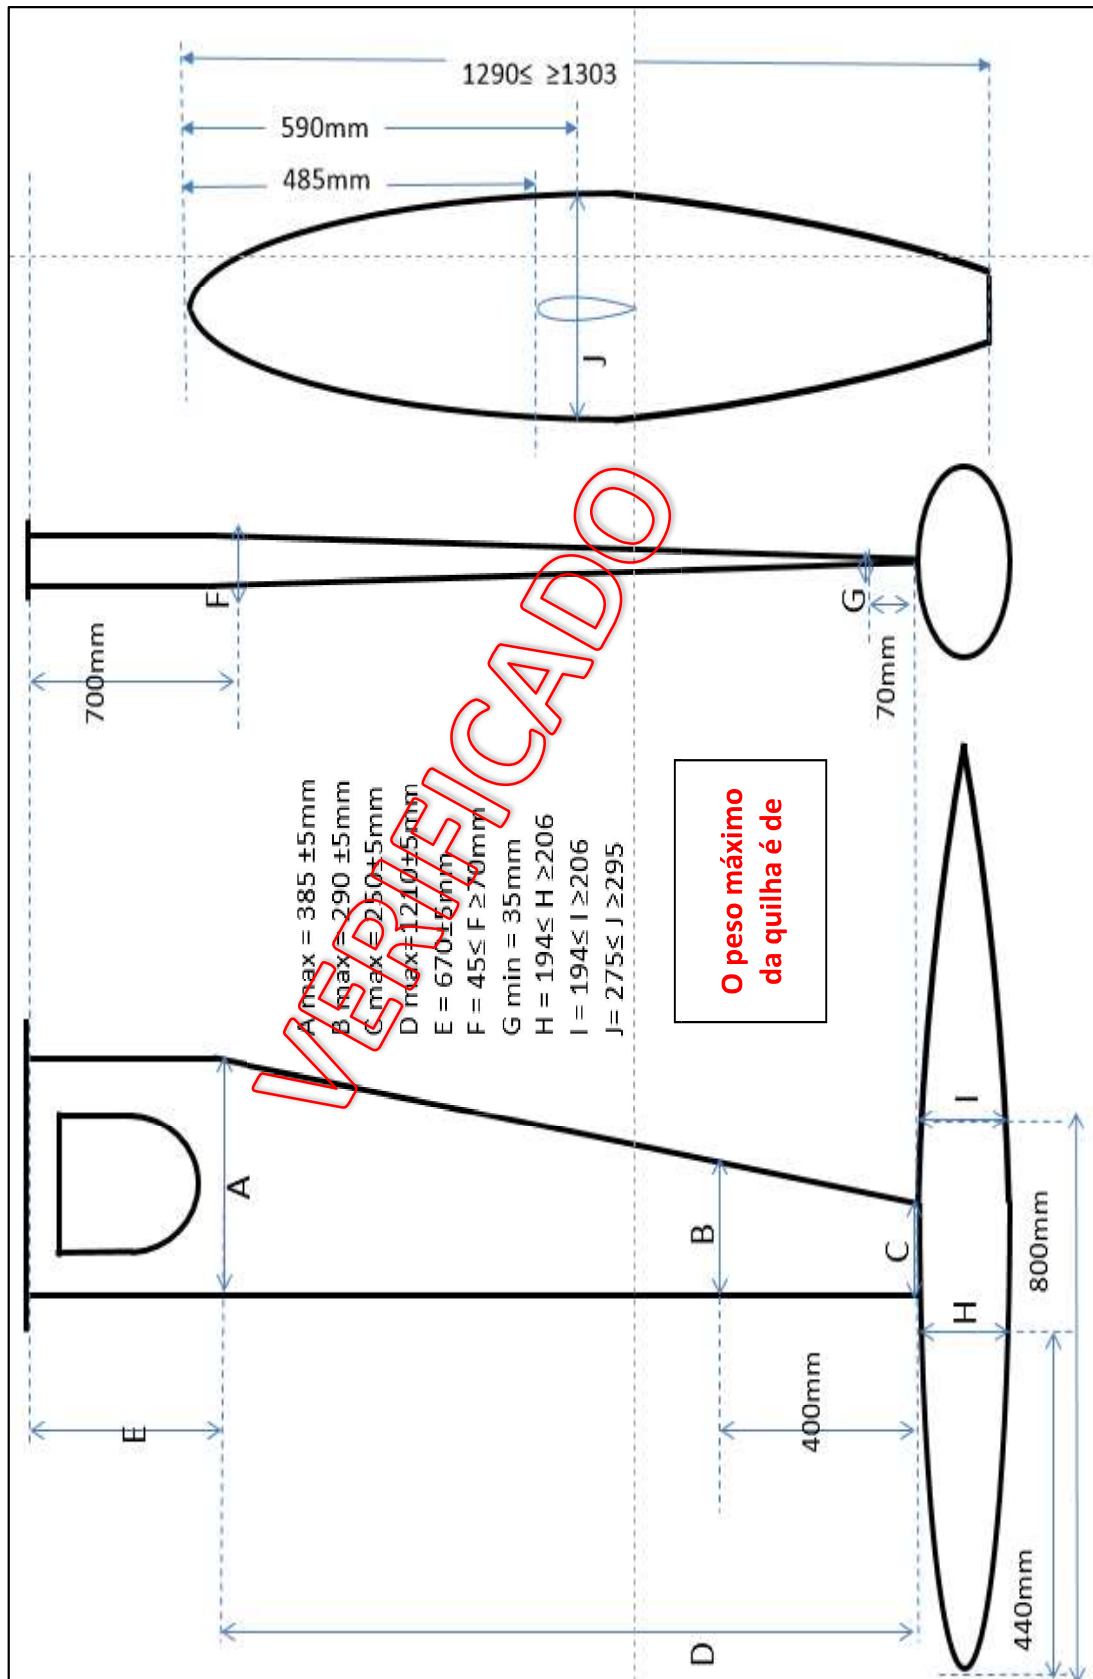 1290≤ ≥1303
590mm
485mm
J
F
G
700mm
70mm
A max = 385 ±5mm
B max = 290 ±5mm
C max = 250±5mm
D max=1210±5mm
E = 670±5mm
F = 45≤ F ≥70mm
G min = 35mm
H = 194≤ H ≥206
I = 194≤ I ≥206
J= 275≤ J ≥295
VERIFICADO
O peso máximo
da quilha é de
A
B
C
I
H
E
D
400mm
800mm
440mm